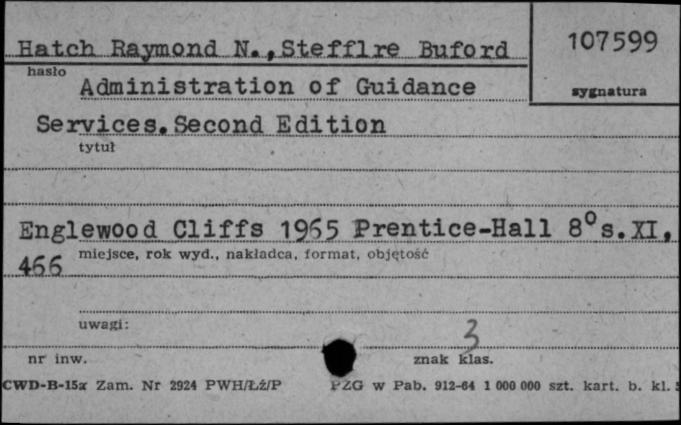 Hatch Raymond N., Stefflre Buford
107599
hasło
sygnatura
Administration of Guidance
Services. Second Edition
tytuł
Englewood Cliffs 1965 Prentice-Hall 8° s. XI,
miejsce, rok wyd., nakładca, format, objętość
466
uwagi:
3
nr inw.
znak klas.
CWD-B-15x Zam. Nr 2924 PWH/Łź/P PZG w Pab. 912-64 1 000 000 szt. kart. b. kl.